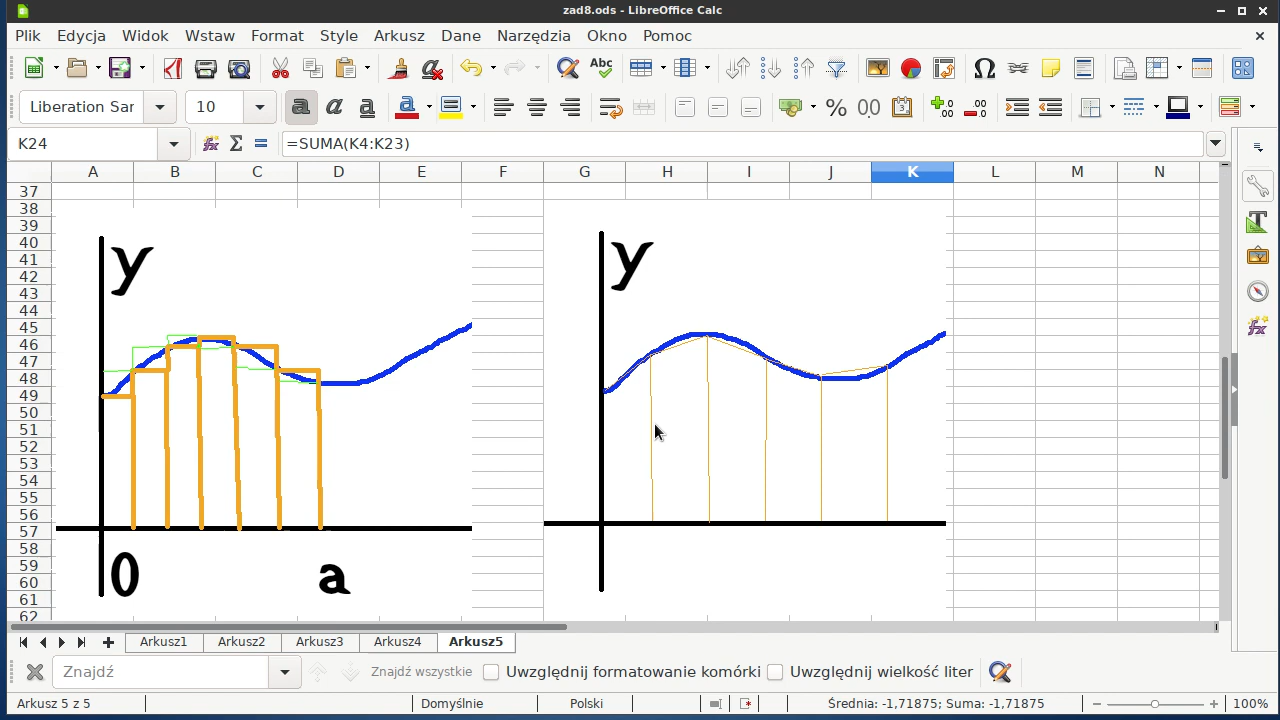 zad8.ods - LibreOffice Calc
Plik Edycja Widok Wstaw Format Style Arkusz Dane Narzędzia Okno Pomoc
Abc
Liberation Sar 10
K24 =SUMA(K4:K23)
A B C D E F G H I J K L M N
37
38
39
40
41
42
43
44
45
46
47
48
49
50
51
52
53
54
55
56
57
58
59
60
61
62
y
0 a
y
Arkusz1 Arkusz2 Arkusz3 Arkusz4 Arkusz5
Znajdź Znajdź wszystkie Uwzględnij formatowanie komórki Uwzględnij wielkość liter
Arkusz 5 z 5 Domyślnie Polski Średnia: -1,71875; Suma: -1,71875 100%